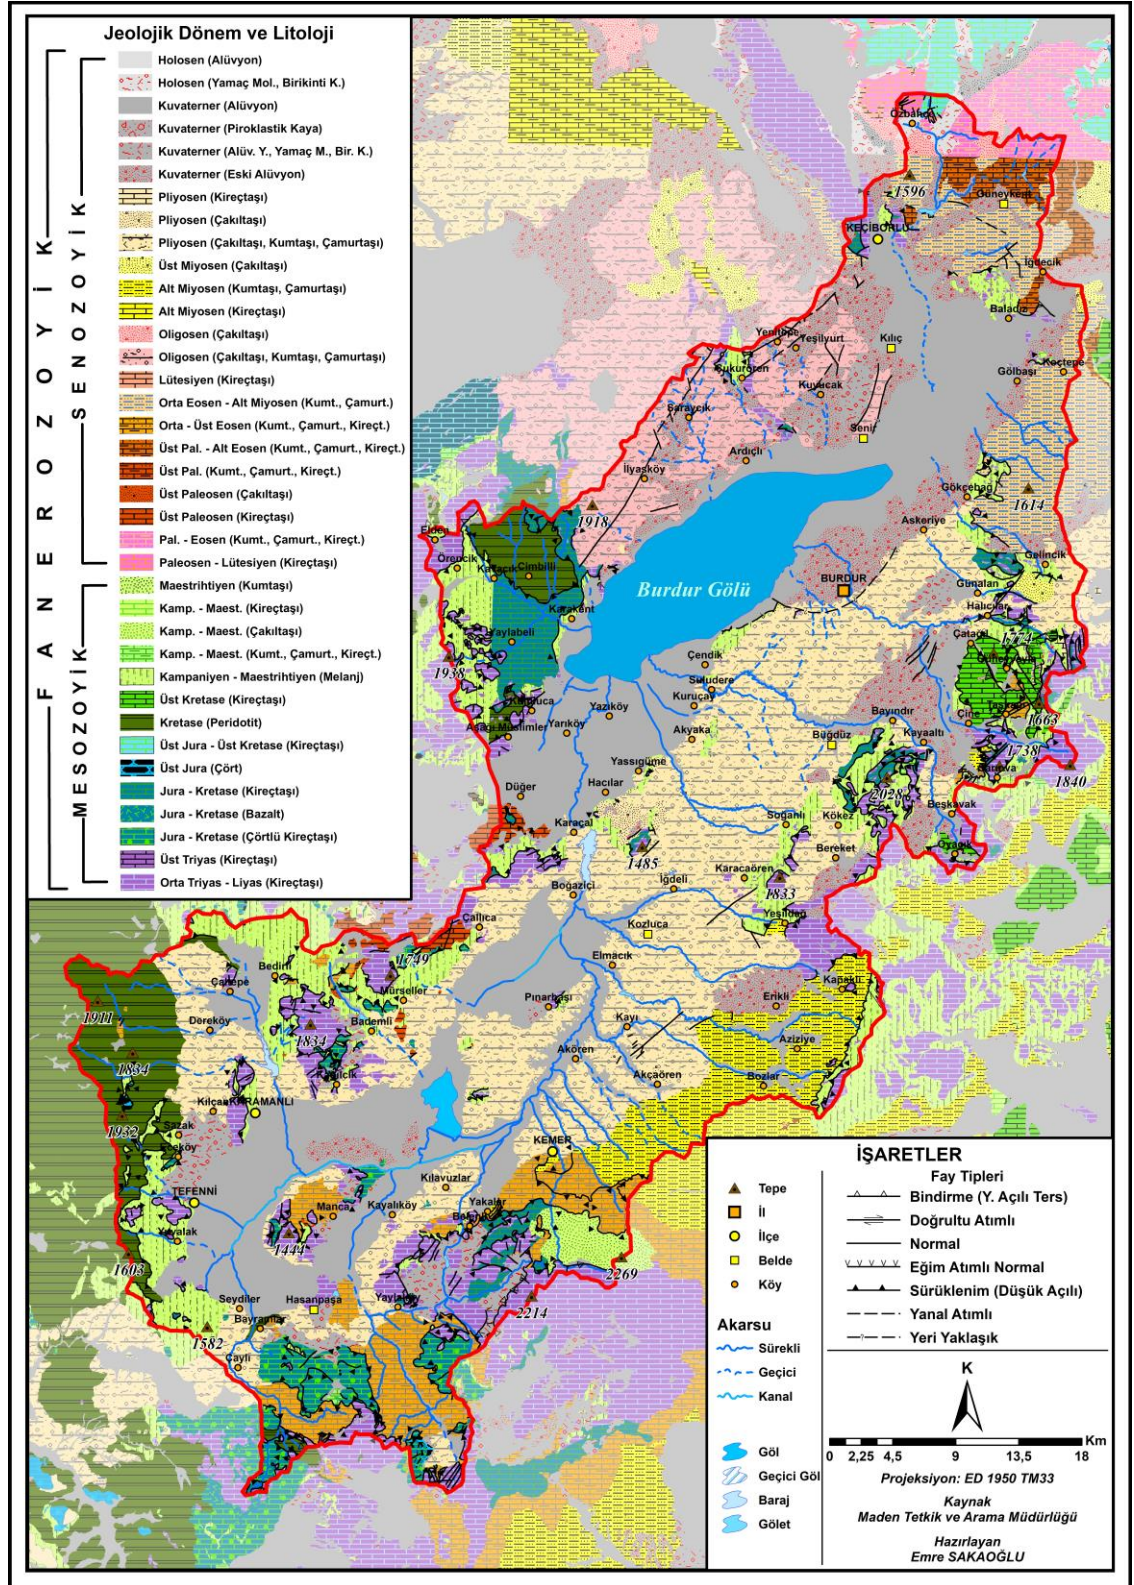 Jeolojik Dönem ve Litoloji
FANEROZOYİK
SENOZOYİK
MESOZOYİK
Holosen (Alüvyon)
Holosen (Yamaç Mol., Birikinti K.)
Kuvaterner (Alüvyon)
Kuvaterner (Piroklastik Kaya)
Kuvaterner (Alüv. Y., Yamaç M., Bir. K.)
Kuvaterner (Eski Alüvyon)
Pliyosen (Kireçtaşı)
Pliyosen (Çakıltaşı)
Pliyosen (Çakıltaşı, Kumtaşı, Çamurtaşı)
Üst Miyosen (Çakıltaşı)
Alt Miyosen (Kumtaşı, Çamurtaşı)
Alt Miyosen (Kireçtaşı)
Oligosen (Çakıltaşı)
Oligosen (Çakıltaşı, Kumtaşı, Çamurtaşı)
Lütesiyen (Kireçtaşı)
Orta Eosen - Alt Miyosen (Kumt., Çamurt.)
Orta - Üst Eosen (Kumt., Çamurt., Kireçt.)
Üst Pal. - Alt Eosen (Kumt., Çamurt., Kireçt.)
Üst Pal. (Kumt., Çamurt., Kireçt.)
Üst Paleosen (Çakıltaşı)
Üst Paleosen (Kireçtaşı)
Pal. - Eosen (Kumt., Çamurt., Kireçt.)
Paleosen - Lütesiyen (Kireçtaşı)
Maestrihtiyen (Kumtaşı)
Kamp. - Maest. (Kireçtaşı)
Kamp. - Maest. (Çakıltaşı)
Kamp. - Maest. (Kumt., Çamurt., Kireçt.)
Kampaniyen - Maestrihtiyen (Melanj)
Üst Kretase (Kireçtaşı)
Kretase (Peridotit)
Üst Jura - Üst Kretase (Kireçtaşı)
Üst Jura (Çört)
Jura - Kretase (Kireçtaşı)
Jura - Kretase (Bazalt)
Jura - Kretase (Çörtlü Kireçtaşı)
Üst Triyas (Kireçtaşı)
Orta Triyas - Liyas (Kireçtaşı)
1596
Güneykent
KEÇİBORLU
İğdecik
Baladız
Yenitepe
Yeşilyurt
Kılıç
Koçtepe
Gölbaşı
Kuyucak
Saraycık
Senir
Ardıçlı
İlyasköy
Gökçebağ
1614
1918
Askeriye
Örencik
Cimbilli
Gelincik
BURDUR
Burdur Gölü
Günalan
Karakent
Halıcılar
Yaylabeli
1774
1938
Çendik
Suludere
Kuruçay
Yazıköy
Aşağı Müslimler
Yarıköy
Akyaka
Bayındır
Çine
1663
Büğdüz
Kayaaltı
1738
1840
Yassıgüme
Düğer
Hacılar
2028
Beşkavak
Karaçal
Soğanlı
Kökez
1485
Bereket
Karacaören
1833
Boğaziçi
İğdeli
Yeşildağ
Çallıca
Kozluca
Elmacık
1749
Bedirli
Mürseller
Pınarbaşı
Erikli
1911
Dereköy
Bademli
1834
Kayı
Aziziye
Akören
1834
Akçaören
Bozlar
KARAMANLI
1932
Sazak
KEMER
Kılavuzlar
TEFENNİ
Manca
Kayalıköy
Yakalar
1444
1603
2269
Seydiler
Hasanpaşa
2214
Bayramlar
1582
Çaylı
İŞARETLER
Tepe
İl
İlçe
Belde
Köy
Akarsu
Sürekli
Geçici
Kanal
Göl
Geçici Göl
Baraj
Gölet
Fay Tipleri
Bindirme (Y. Açılı Ters)
Doğrultu Atımlı
Normal
Eğim Atımlı Normal
Sürüklenim (Düşük Açılı)
Yanal Atımlı
Yeri Yaklaşık
K
Km
0 2,25 4,5 9 13,5 18
Projeksiyon: ED 1950 TM33
Kaynak
Maden Tetkik ve Arama Müdürlüğü
Hazırlayan
Emre SAKAOĞLU